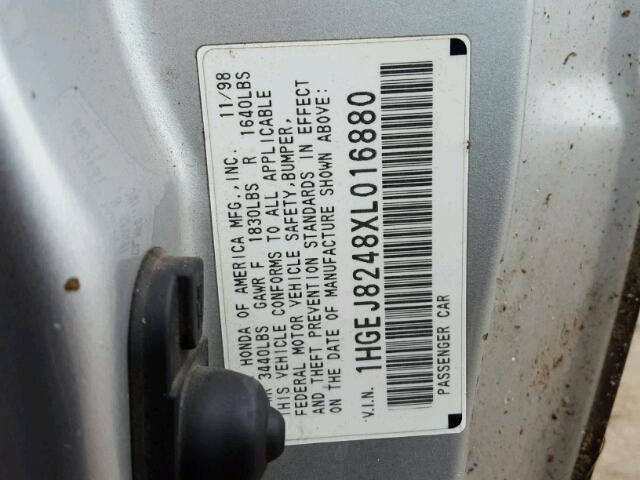 HONDA OF AMERICA MFG.,INC. 11/98
3440LBS GAWR F 1830LBS R 1640LBS
THIS VEHICLE CONFORMS TO ALL APPLICABLE
FEDERAL MOTOR VEHICLE SAFETY,BUMPER,
AND THEFT PREVENTION STANDARDS IN EFFECT
ON THE DATE OF MANUFACTURE SHOWN ABOVE:
V.I.N. 1HGEJ8248XL016880
PASSENGER CAR